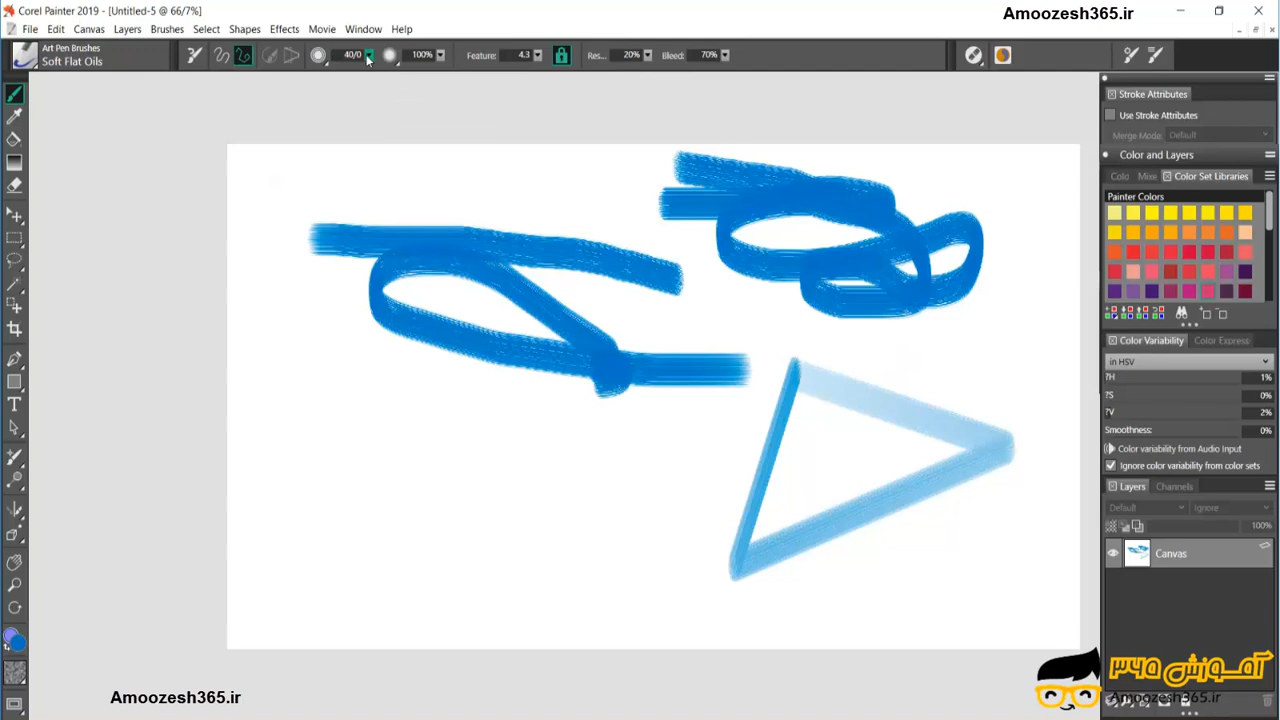 Corel Painter 2019 - [Untitled-5 @ 66/7%]
Amoozesh365.ir
File Edit Canvas Layers Brushes Select Shapes Effects Movie Window Help
Art Pen Brushes
Soft Flat Oils
40/0 100% Feature: 4.3 Res... 20% Bleed: 70%
Stroke Attributes
Use Stroke Attributes
Merge Mode: Default
Color and Layers
Colo Mixe Color Set Libraries
Painter Colors
Color Variability Color Express
in HSV
?H 1%
?S 0%
?V 2%
Smoothness: 0%
Color variability from Audio Input
Ignore color variability from color sets
Layers Channels
Default Ignore
100%
Canvas
آموزش ۳۶۵
Amoozesh365.ir
Amoozesh365.ir